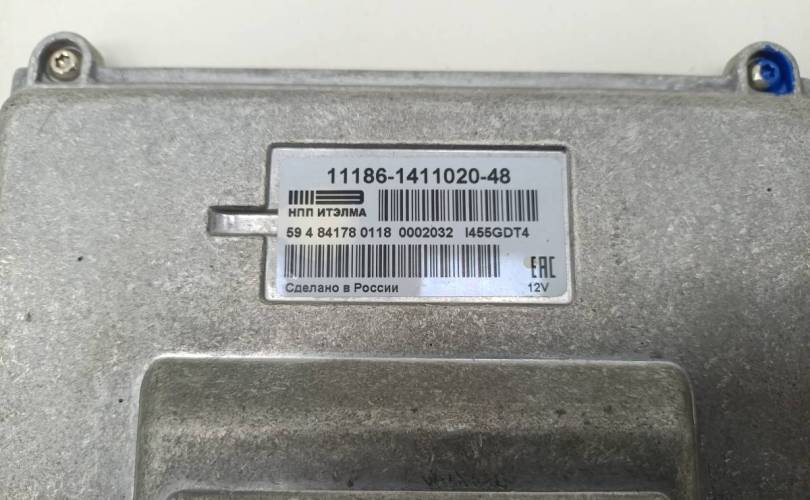 11186-1411020-48
НПП ИТЭЛМА
59 4 84178 0118 0002032 I455GDT4
EAC
Сделано в России 12V